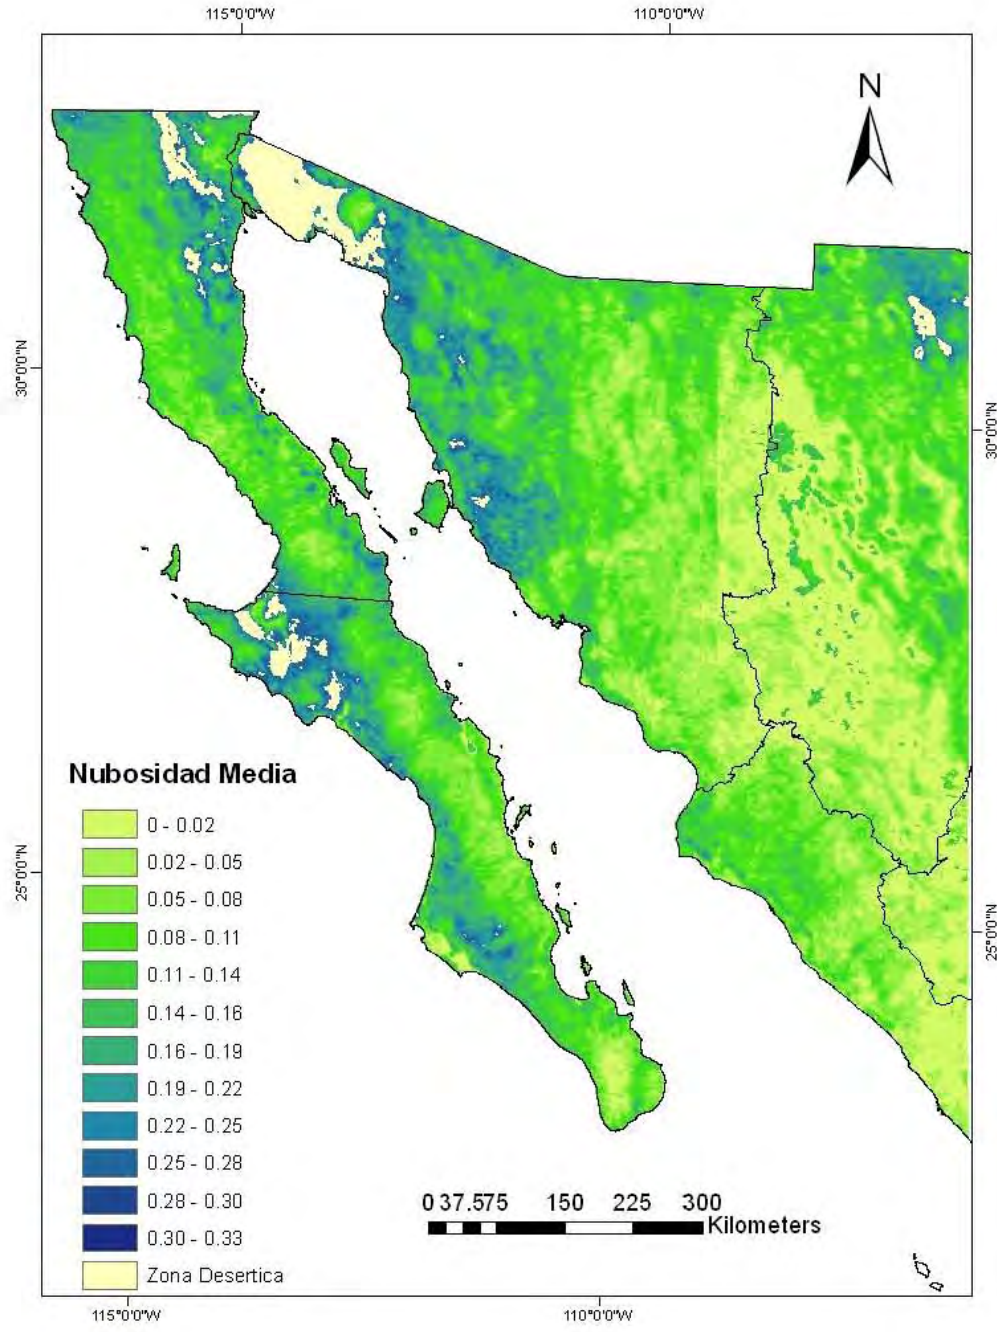 115°0'0"W
110°0'0"W
N
30°0'0"N
30°0'0"N
Nubosidad Media
0 - 0.02
0.02 - 0.05
0.05 - 0.08
0.08 - 0.11
0.11 - 0.14
0.14 - 0.16
0.16 - 0.19
0.19 - 0.22
0.22 - 0.25
0.25 - 0.28
0.28 - 0.30
0.30 - 0.33
Zona Desertica
25°0'0"N
25°0'0"N
0 37.575 150 225 300
Kilometers
115°0'0"W
110°0'0"W